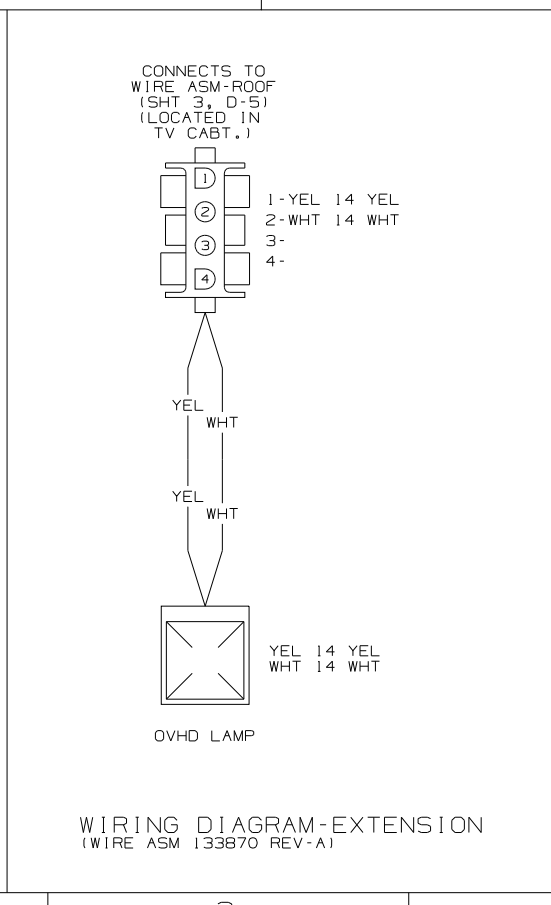 CONNECTS TO
WIRE ASM-ROOF
(SHT 3, D-5)
(LOCATED IN
TV CABT.)
1
2
3
4
1-YEL 14 YEL
2-WHT 14 WHT
3-
4-
YEL
WHT
YEL
WHT
YEL 14 YEL
WHT 14 WHT
OVHD LAMP
WIRING DIAGRAM-EXTENSION
(WIRE ASM 133870 REV-A)